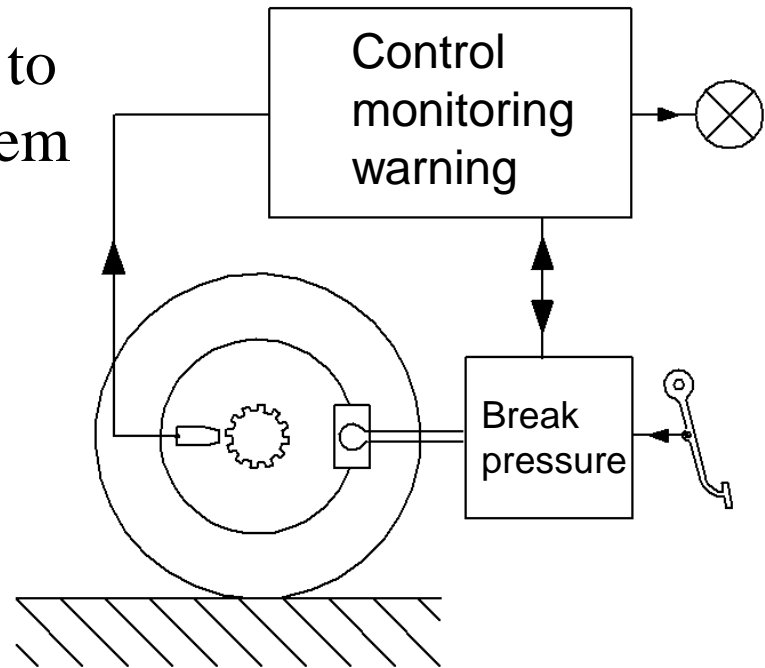 to
em
Control
monitoring
warning
Break
pressure